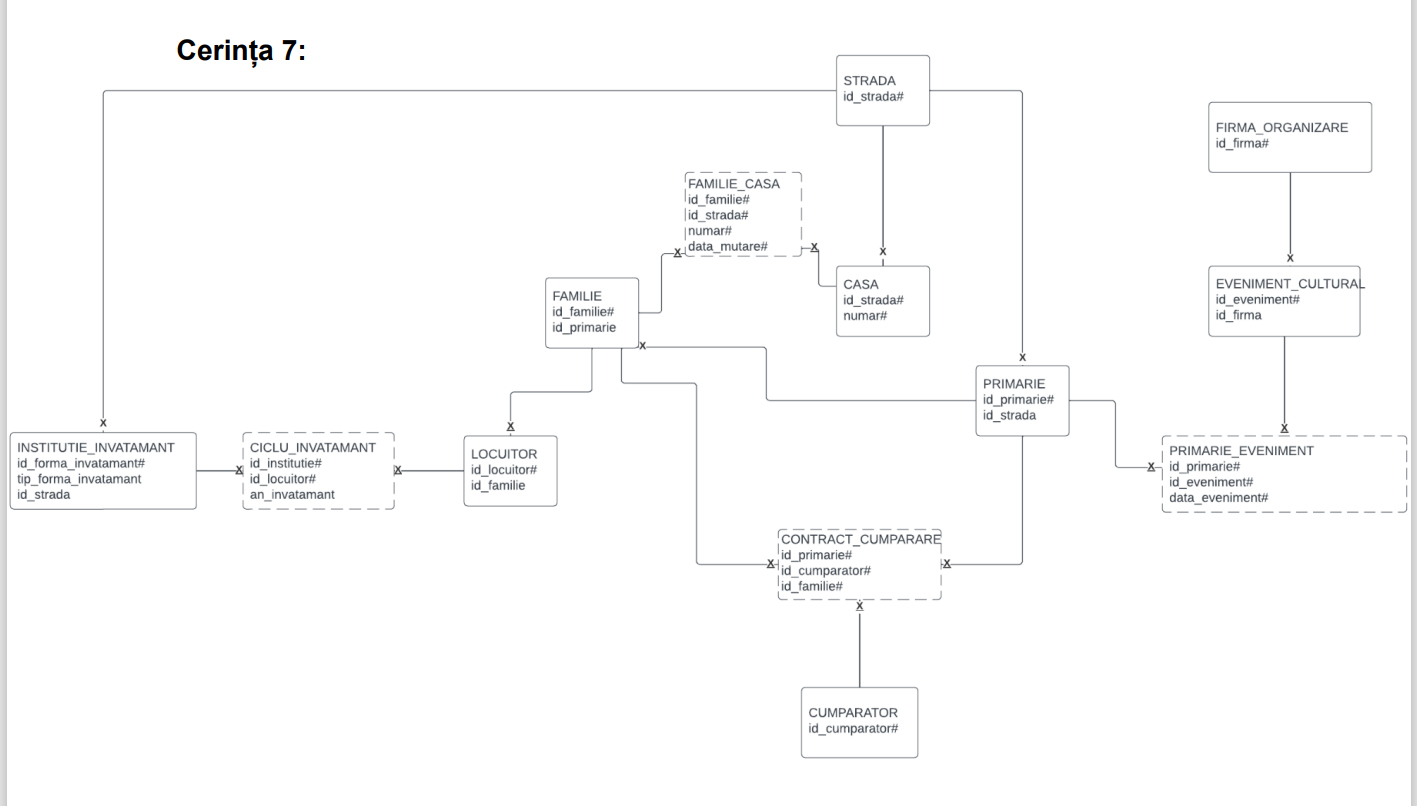 Cerința 7:
STRADA
id_strada#
FIRMA_ORGANIZARE
id_firma#
FAMILIE_CASA
id_familie#
id_strada#
numar#
data_mutare#
x
x
x
x
CASA
id_strada#
numar#
EVENIMENT_CULTURAL
id_eveniment#
id_firma
FAMILIE
id_familie#
id_primarie
x
x
PRIMARIE
id_primarie#
id_strada
x
x
x
INSTITUTIE_INVATAMANT
id_forma_invatamant#
tip_forma_invatamant
id_strada
x
CICLU_INVATAMANT
id_institutie#
id_locuitor#
an_invatamant
x
LOCUITOR
id_locuitor#
id_familie
x
PRIMARIE_EVENIMENT
id_primarie#
id_eveniment#
data_eveniment#
x
CONTRACT_CUMPARARE
id_primarie#
id_cumparator#
id_familie#
x
x
CUMPARATOR
id_cumparator#